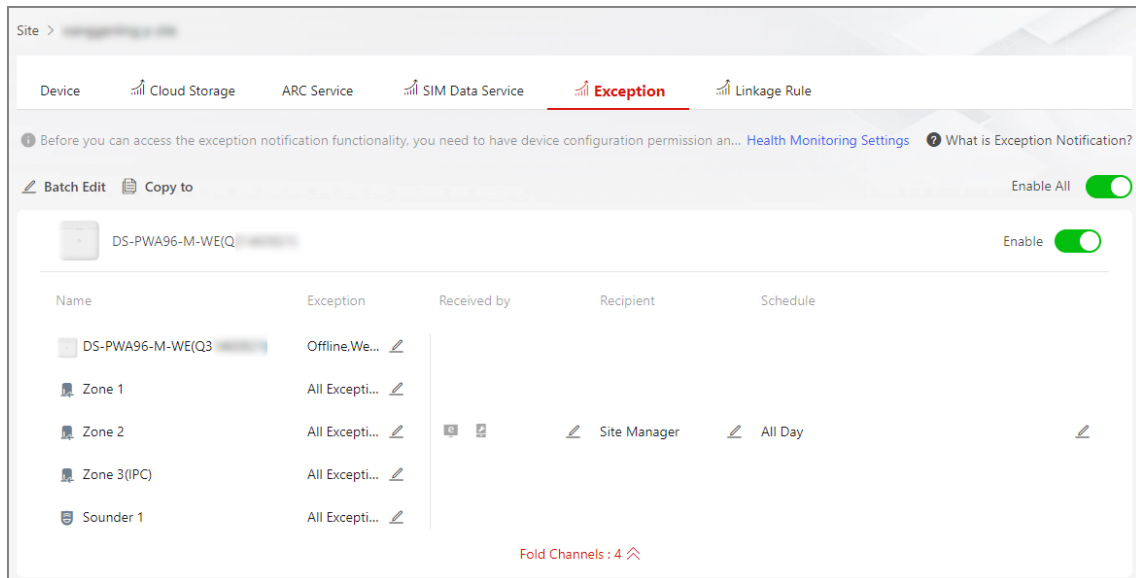 Site >
Device Cloud Storage ARC Service SIM Data Service Exception Linkage Rule
Before you can access the exception notification functionality, you need to have device configuration permission an... Health Monitoring Settings What is Exception Notification?
Batch Edit Copy to Enable All
DS-PWA96-M-WE(Q Enable
Name Exception Received by Recipient Schedule
DS-PWA96-M-WE(Q3 Offline,We...
Zone 1 All Excepti...
Zone 2 All Excepti... Site Manager All Day
Zone 3(IPC) All Excepti...
Sounder 1 All Excepti...
Fold Channels : 4